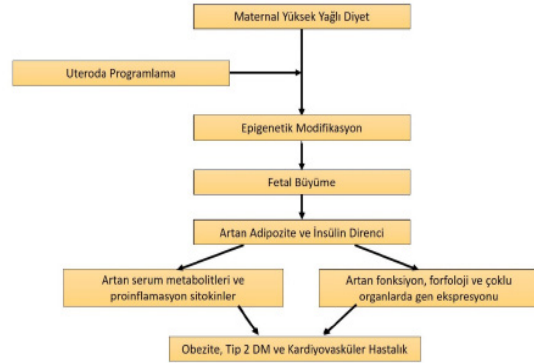 Maternal Yüksek Yağlı Diyet
Uteroda Programlama
Epigenetik Modifikasyon
Fetal Büyüme
Artan Adipozite ve İnsülin Direnci
Artan serum metabolitleri ve
proinflamasyon sitokinler
Artan fonksiyon, forfoloji ve çoklu
organlarda gen ekspresyonu
Obezite, Tip 2 DM ve Kardiyovasküler Hastalık